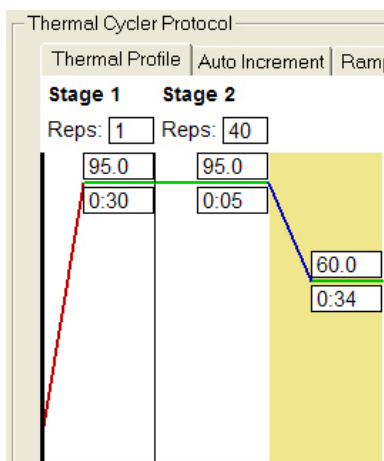 Thermal Cycler Protocol
Thermal Profile Auto Increment Ramp
Stage 1 Stage 2
Reps: 1 Reps: 40
95.0 95.0
0:30 0:05
60.0
0:34